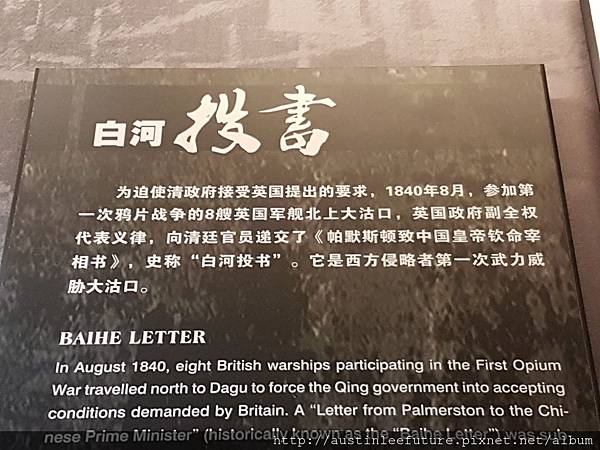 白河 投書
为迫使清政府接受英国提出的要求，1840年8月，参加第
一次鸦片战争的8艘英国军舰北上大沽口，英国政府副全权
代表义律，向清廷官员递交了《帕默斯顿致中国皇帝钦命宰
相书》，史称“白河投书”。它是西方侵略者第一次武力威
胁大沽口。
BAIHE LETTER
In August 1840, eight British warships participating in the First Opium
War travelled north to Dagu to force the Qing government into accepting
conditions demanded by Britain. A “Letter from Palmerston to the Chi-
nese Prime Minister” (historically known as the “Baihe Letter”) was sub-
http://austinleefuture.pixnet.net/album